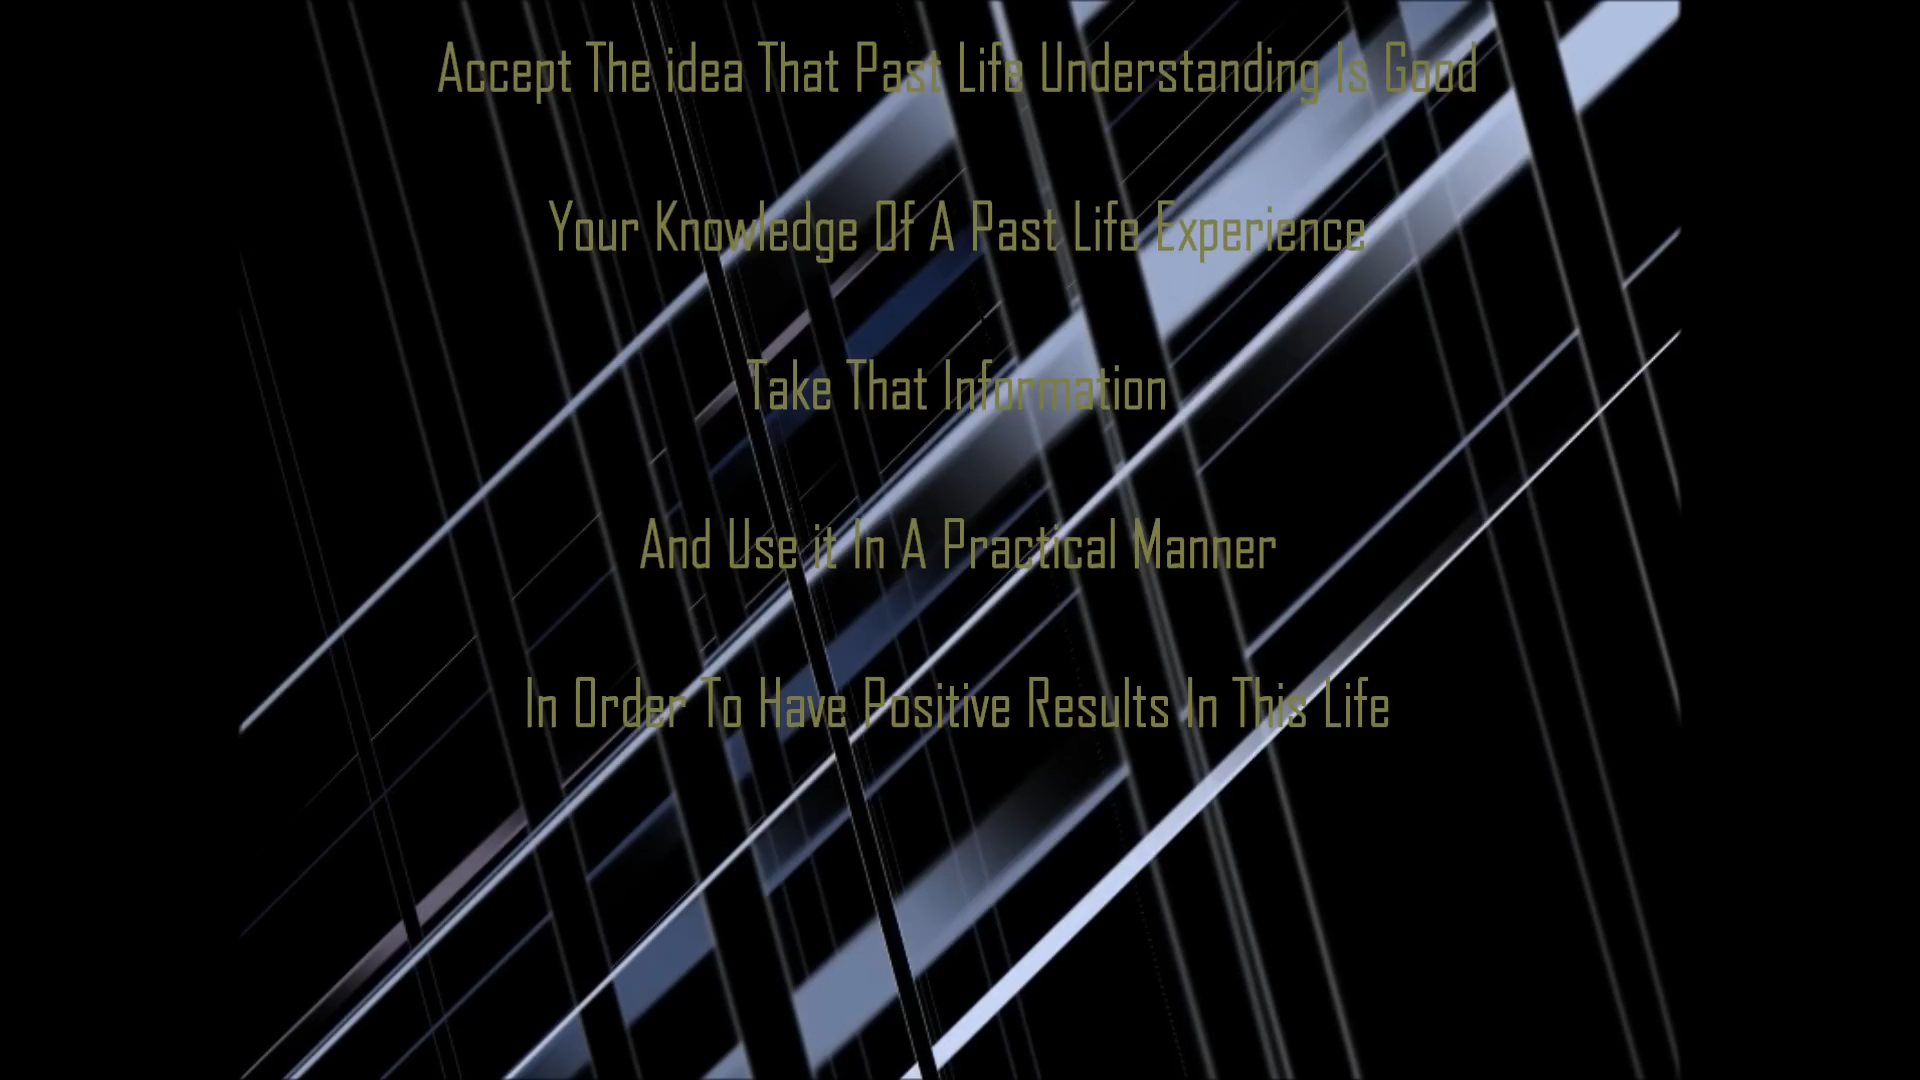 Accept The idea That Past Life Understanding Is Good
Your Knowledge Of A Past Life Experience
Take That Information
And Use it In A Practical Manner
In Order To Have Positive Results In This Life